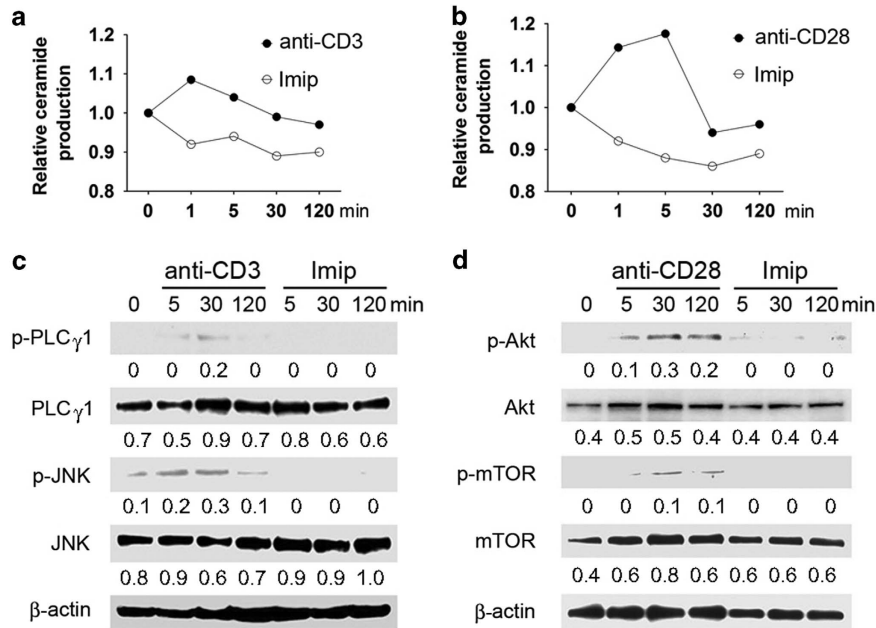 a
Relative ceramide
production
1.2
1.1
1.0
0.9
0.8
anti-CD3
Imip
0 1 5 30 120 min
b
Relative ceramide
production
1.2
1.1
1.0
0.9
0.8
anti-CD28
Imip
0 1 5 30 120 min
c
anti-CD3 Imip
0 5 30 120 5 30 120 min
p-PLCγ1
0 0 0.2 0 0 0 0
PLCγ1
0.7 0.5 0.9 0.7 0.8 0.6 0.6
p-JNK
0.1 0.2 0.3 0.1 0 0 0
JNK
0.8 0.9 0.6 0.7 0.9 0.9 1.0
β-actin
d
anti-CD28 Imip
0 5 30 120 5 30 120 min
p-Akt
0 0.1 0.3 0.2 0 0 0
Akt
0.4 0.5 0.5 0.4 0.4 0.4 0.4
p-mTOR
0 0 0.1 0.1 0 0 0
mTOR
0.4 0.6 0.8 0.6 0.6 0.6 0.6
β-actin